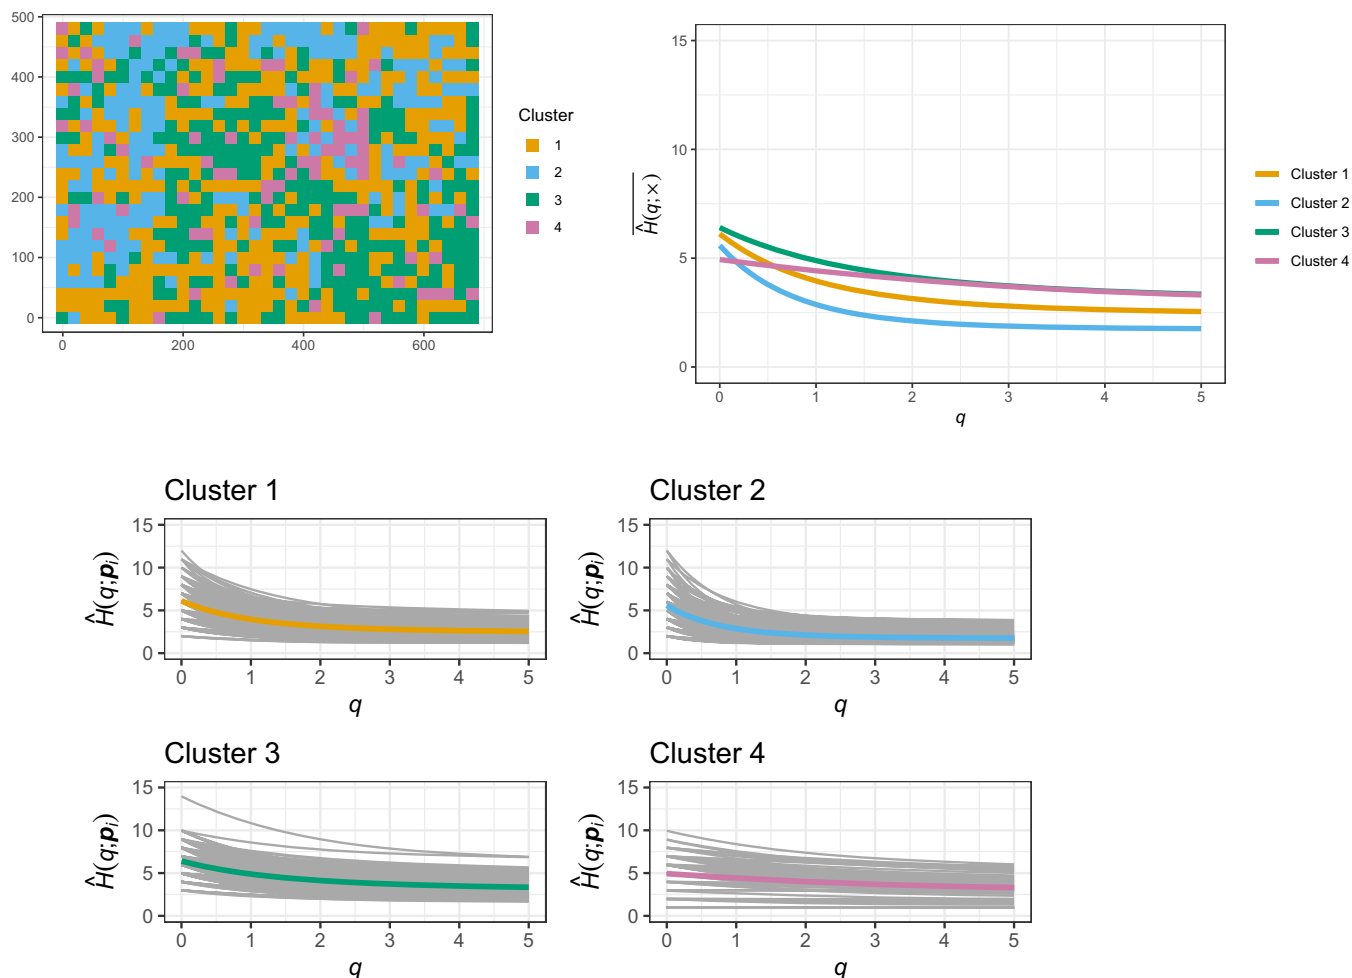 500
400
300
200
100
0
0 200 400 600
Cluster
1
2
3
4
15
10
5
0
0 1 2 3 4 5
q
Ĥ(q;×)
Cluster 1
Cluster 2
Cluster 3
Cluster 4
Cluster 1
15
10
5
0
Ĥ(q;pᵢ)
0 1 2 3 4 5
q
Cluster 2
15
10
5
0
Ĥ(q;pᵢ)
0 1 2 3 4 5
q
Cluster 3
15
10
5
0
Ĥ(q;pᵢ)
0 1 2 3 4 5
q
Cluster 4
15
10
5
0
Ĥ(q;pᵢ)
0 1 2 3 4 5
q